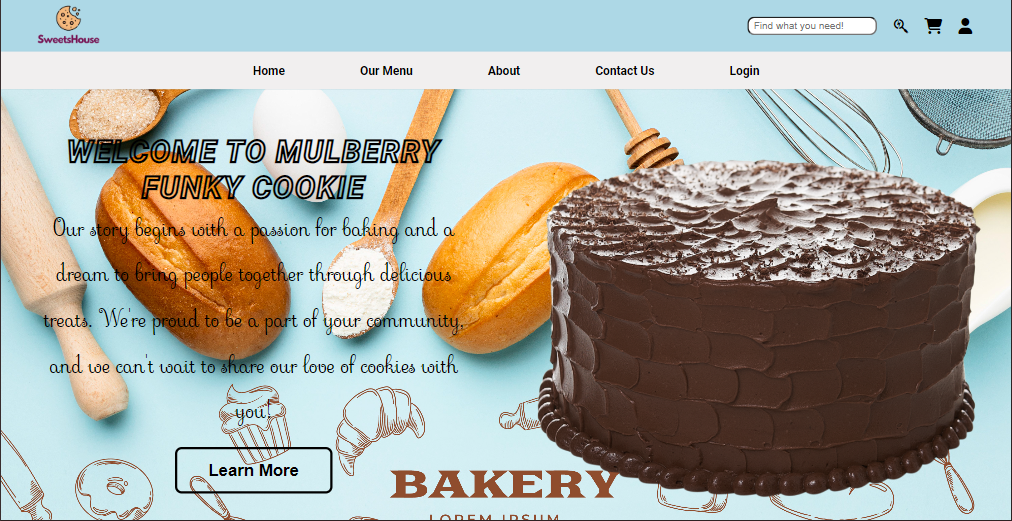 SweetsHouse
Find what you need!
Home Our Menu About Contact Us Login
WELCOME TO MULBERRY
FUNKY COOKIE
Our story begins with a passion for baking and a
dream to bring people together through delicious
treats. We're proud to be a part of your community,
and we can't wait to share our love of cookies with
you!
Learn More
BAKERY
LOREM IPSUM